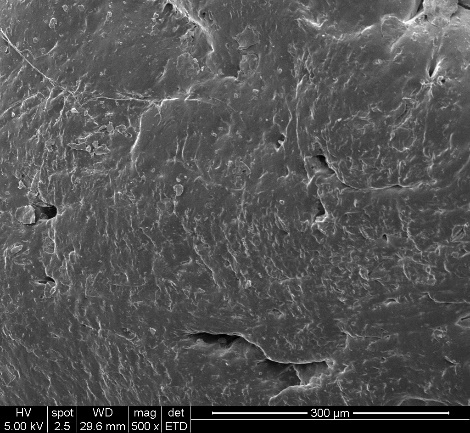 HV spot WD mag det
5.00 kV 2.5 29.6 mm 500 x ETD 300 µm